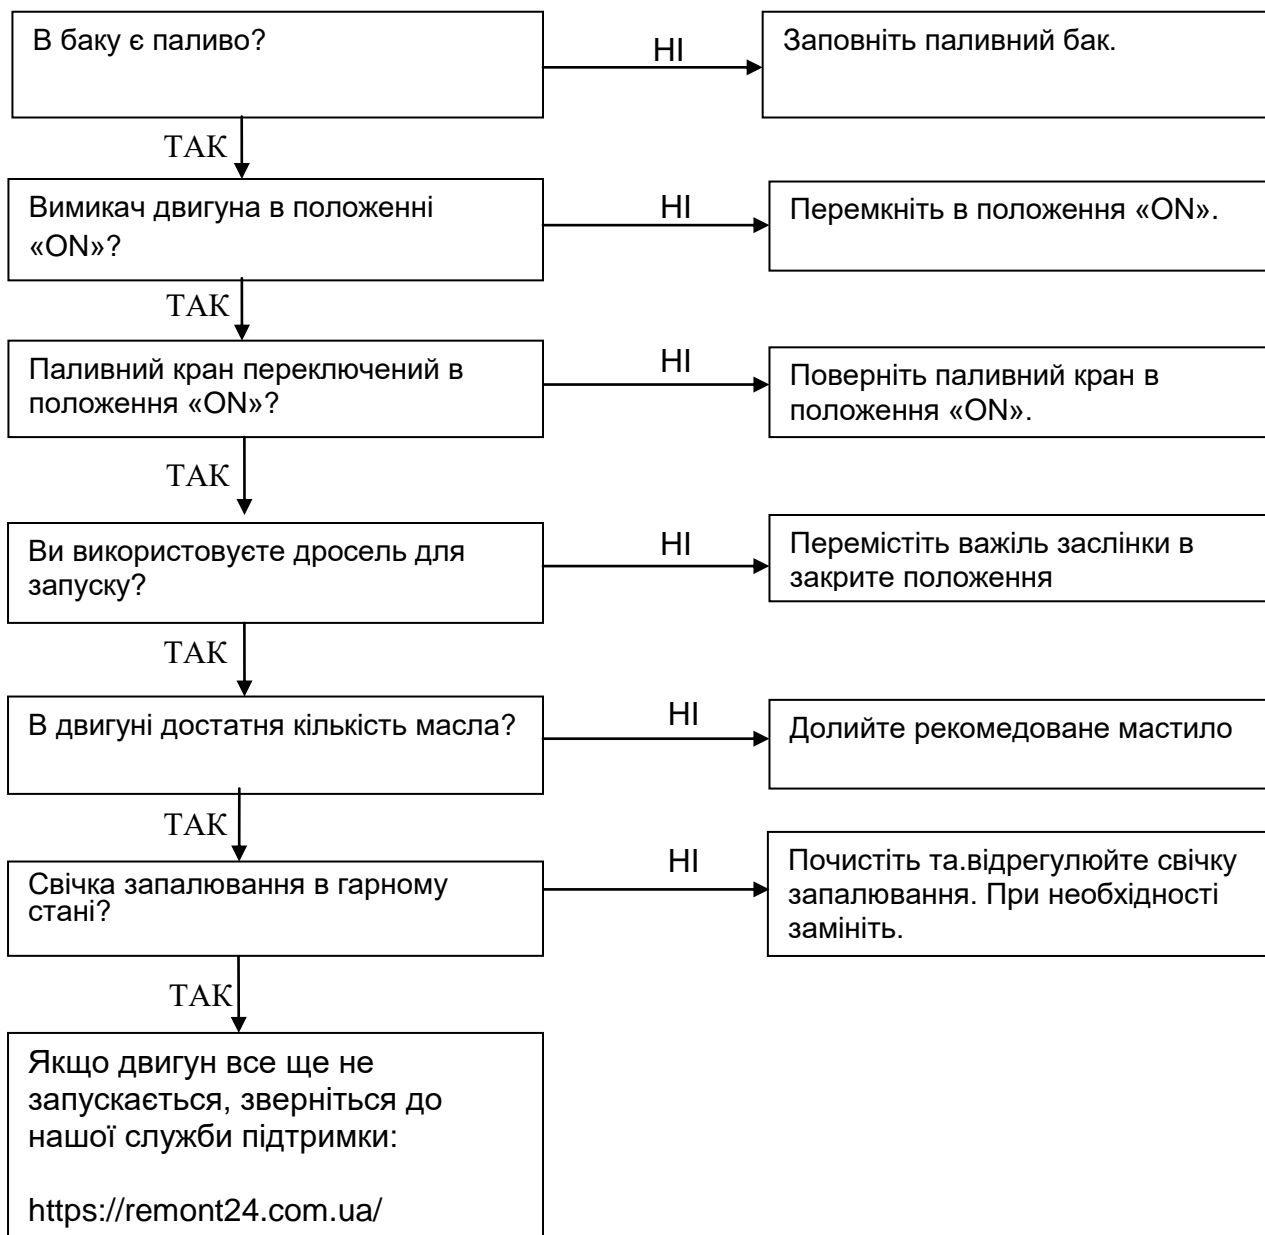 В баку є паливо?
НІ
Заповніть паливний бак.
ТАК
Вимикач двигуна в положенні
«ON»?
НІ
Перемкніть в положення «ON».
ТАК
Паливний кран переключений в
положення «ON»?
НІ
Поверніть паливний кран в
положення «ON».
ТАК
Ви використовуєте дросель для
запуску?
НІ
Перемістіть важіль заслінки в
закрите положення
ТАК
В двигуні достатня кількість масла?
НІ
Долийте рекомедоване мастило
ТАК
Свічка запалювання в гарному
стані?
НІ
Почистіть та.відрегулюйте свічку
запалювання. При необхідності
замініть.
ТАК
Якщо двигун все ще не
запускається, зверніться до
нашої служби підтримки:
https://remont24.com.ua/